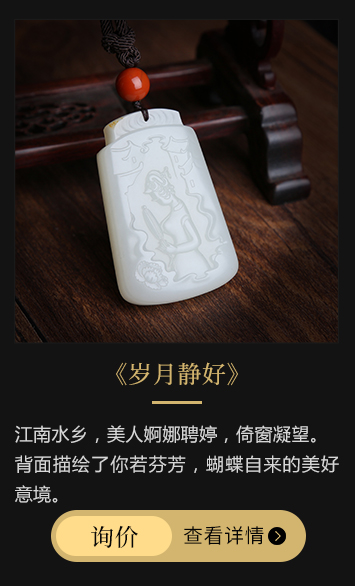 《岁月静好》
江南水乡，美人婀娜聘婷，倚窗凝望。
背面描绘了你若芬芳，蝴蝶自来的美好
意境。
询价 查看详情